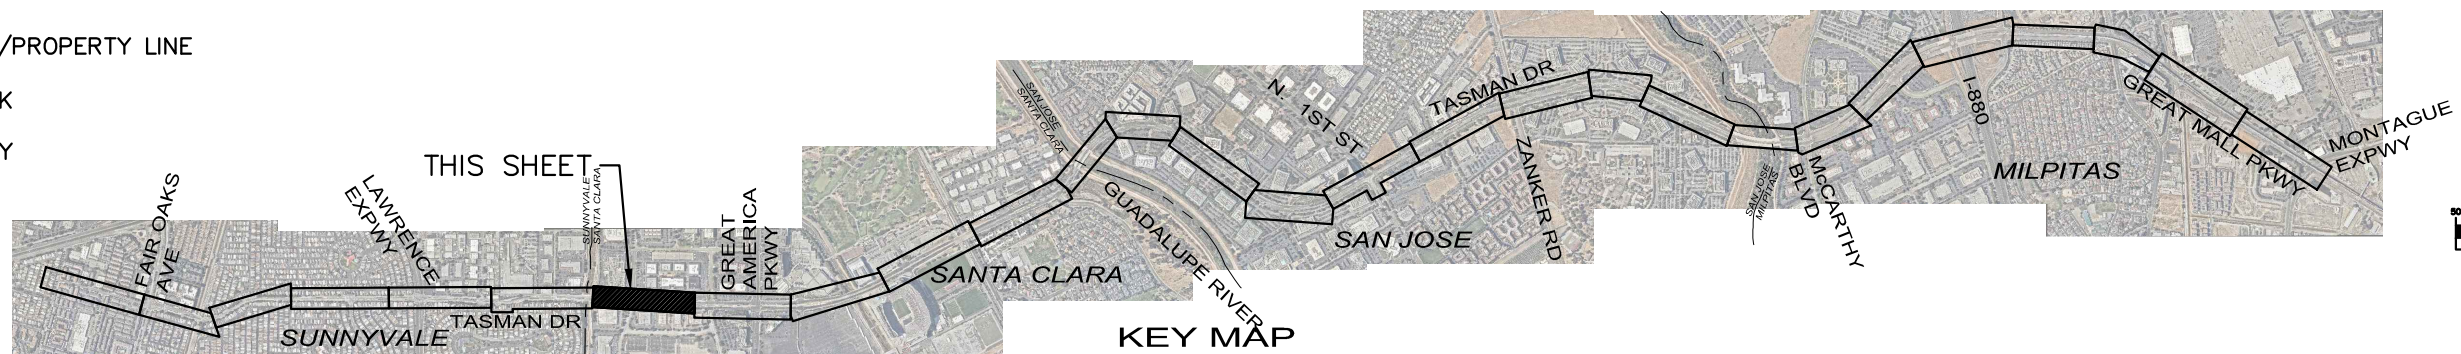 /PROPERTY LINE
K
Y
THIS SHEET
FAIR OAKS
AVE
LAWRENCE
EXPWY
SUNNYVALE
SANTA CLARA
GREAT
AMERICA
PKWY
TASMAN DR
SUNNYVALE
SANTA CLARA
SAN JOSE
SANTA CLARA
GUADALUPE RIVER
N. 1ST ST
TASMAN DR
SAN JOSE
ZANKER RD
SAN JOSE
MILPITAS
McCARTHY
BLVD
I-880
MILPITAS
GREAT MALL PKWY
MONTAGUE
EXPWY
KEY MAP